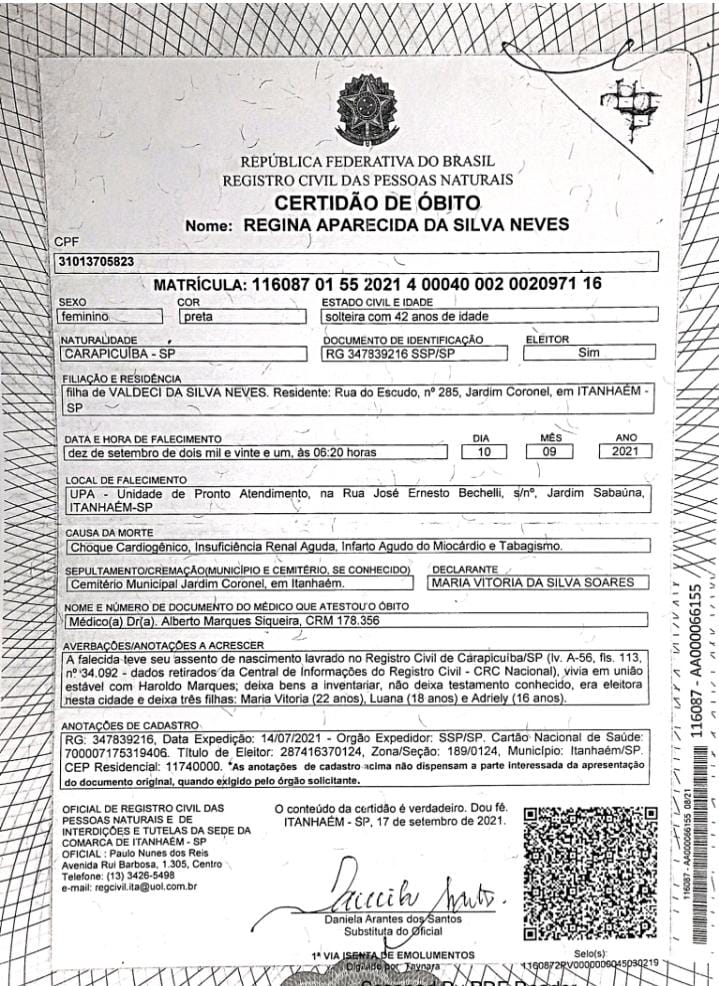 REPÚBLICA FEDERATIVA DO BRASIL
REGISTRO CIVIL DAS PESSOAS NATURAIS
CERTIDÃO DE ÓBITO
Nome: REGINA APARECIDA DA SILVA NEVES
CPF
31013705823
MATRÍCULA: 116087 01 55 2021 4 00040 002 0020971 16
SEXO COR ESTADO CIVIL E IDADE
feminino preta solteira com 42 anos de idade
NATURALIDADE DOCUMENTO DE IDENTIFICAÇÃO ELEITOR
CARAPICUÍBA - SP RG 347839216 SSP/SP Sim
FILIAÇÃO E RESIDÊNCIA
filha de VALDECI DA SILVA NEVES. Residente: Rua do Escudo, nº 285, Jardim Coronel, em ITANHAÉM -
SP
DATA E HORA DE FALECIMENTO DIA MÊS ANO
dez de setembro de dois mil e vinte e um, às 06:20 horas 10 09 2021
LOCAL DE FALECIMENTO
UPA - Unidade de Pronto Atendimento, na Rua José Ernesto Bechelli, s/nº, Jardim Sabaúna,
ITANHAÉM-SP
CAUSA DA MORTE
Choque Cardiogênico, Insuficiência Renal Aguda, Infarto Agudo do Miocárdio e Tabagismo.
SEPULTAMENTO/CREMAÇÃO(MUNICÍPIO E CEMITÉRIO, SE CONHECIDO) DECLARANTE
Cemitério Municipal Jardim Coronel, em Itanhaém. MARIA VITORIA DA SILVA SOARES
NOME E NÚMERO DE DOCUMENTO DO MÉDICO QUE ATESTOU O ÓBITO
Médico(a) Dr(a). Alberto Marques Siqueira, CRM 178.356
AVERBAÇÕES/ANOTAÇÕES A ACRESCER
A falecida teve seu assento de nascimento lavrado no Registro Civil de Carapicuíba/SP (lv. A-56, fls. 113,
nº 34.092 - dados retirados da Central de Informações do Registro Civil - CRC Nacional), vivia em união
estável com Haroldo Marques; deixa bens a inventariar, não deixa testamento conhecido, era eleitora
nesta cidade e deixa três filhas: Maria Vitoria (22 anos), Luana (18 anos) e Adriely (16 anos).
ANOTAÇÕES DE CADASTRO
RG: 347839216, Data Expedição: 14/07/2021 - Orgão Expedidor: SSP/SP. Cartão Nacional de Saúde:
700007175319406. Título de Eleitor: 287416370124, Zona/Seção: 189/0124, Município: Itanhaém/SP.
CEP Residencial: 11740000. *As anotações de cadastro acima não dispensam a parte interessada da apresentação
do documento original, quando exigido pelo órgão solicitante.
OFICIAL DE REGISTRO CIVIL DAS
PESSOAS NATURAIS E DE
INTERDIÇÕES E TUTELAS DA SEDE DA
COMARCA DE ITANHAÉM - SP
OFICIAL : Paulo Nunes dos Reis
Avenida Rui Barbosa, 1.305, Centro
Telefone: (13) 3426-5498
e-mail: regcivil.ita@uol.com.br
O conteúdo da certidão é verdadeiro. Dou fé.
ITANHAÉM - SP, 17 de setembro de 2021.
Daniela Arantes dos Santos
Substituta do Oficial
1ª VIA ISENTA DE EMOLUMENTOS
Digitado por Taynara
Selo(s)
116087 - AA000066155
116087 - AA000066155 08/21